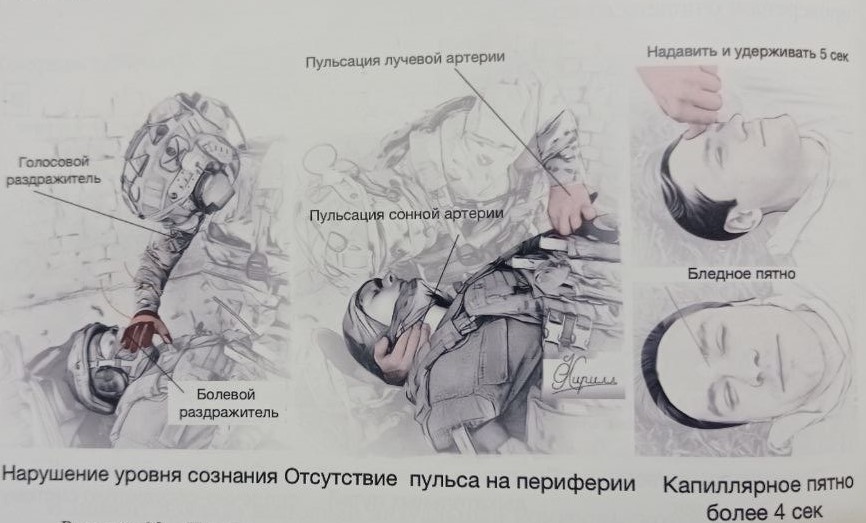 Пульсация лучевой артерии
Надавить и удерживать 5 сек
Голосовой
раздражитель
Пульсация сонной артерии
Бледное пятно
Кирилл
Болевой
раздражитель
Нарушение уровня сознания
Отсутствие пульса на периферии
Капиллярное пятно
более 4 сек